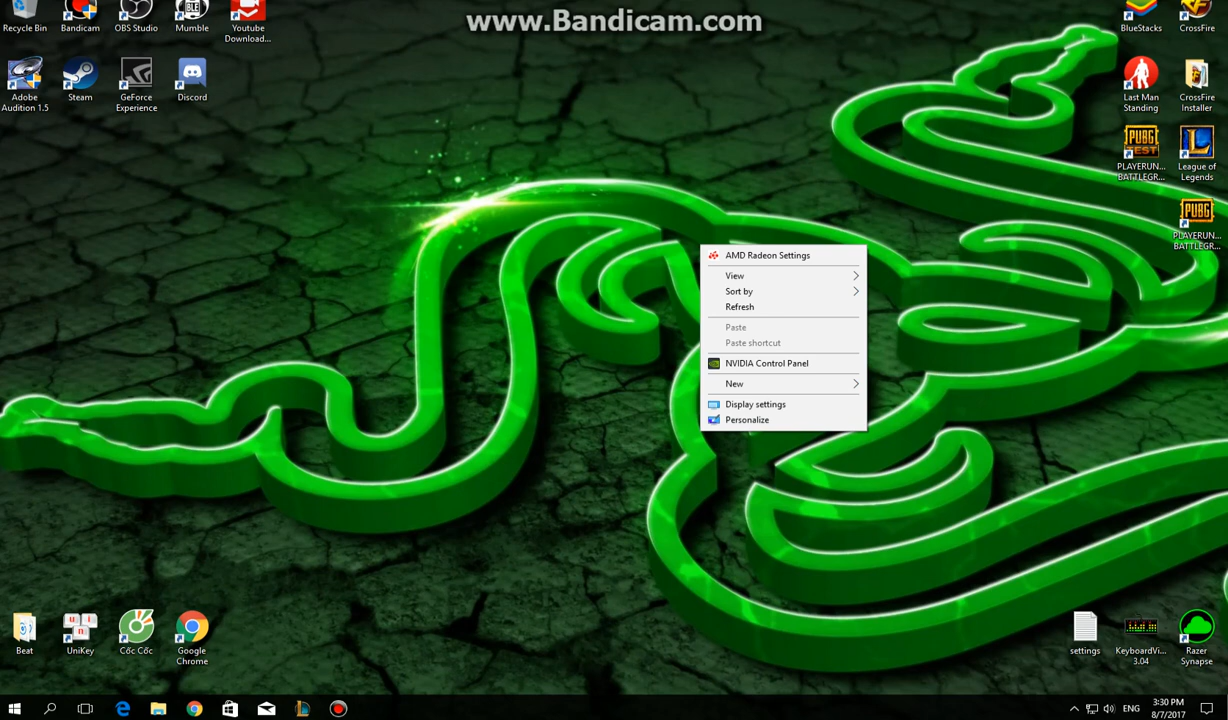 www.Bandicam.com
Recycle Bin
Bandicam
OBS Studio
Mumble
Youtube
Download...
BlueStacks
CrossFire
Adobe
Audition 1.5
Steam
GeForce
Experience
Discord
Last Man
Standing
CrossFire
Installer
PUBG
TEST
PLAYERUN...
BATTLEGR...
League of
Legends
PUBG
PLAYERUN...
BATTLEGR...
AMD Radeon Settings
View
Sort by
Refresh
Paste
Paste shortcut
NVIDIA Control Panel
New
Display settings
Personalize
Beat
UniKey
Cốc Cốc
Google
Chrome
settings
KeyboardVi...
3.04
Razer
Synapse
ENG
3:30 PM
8/7/2017